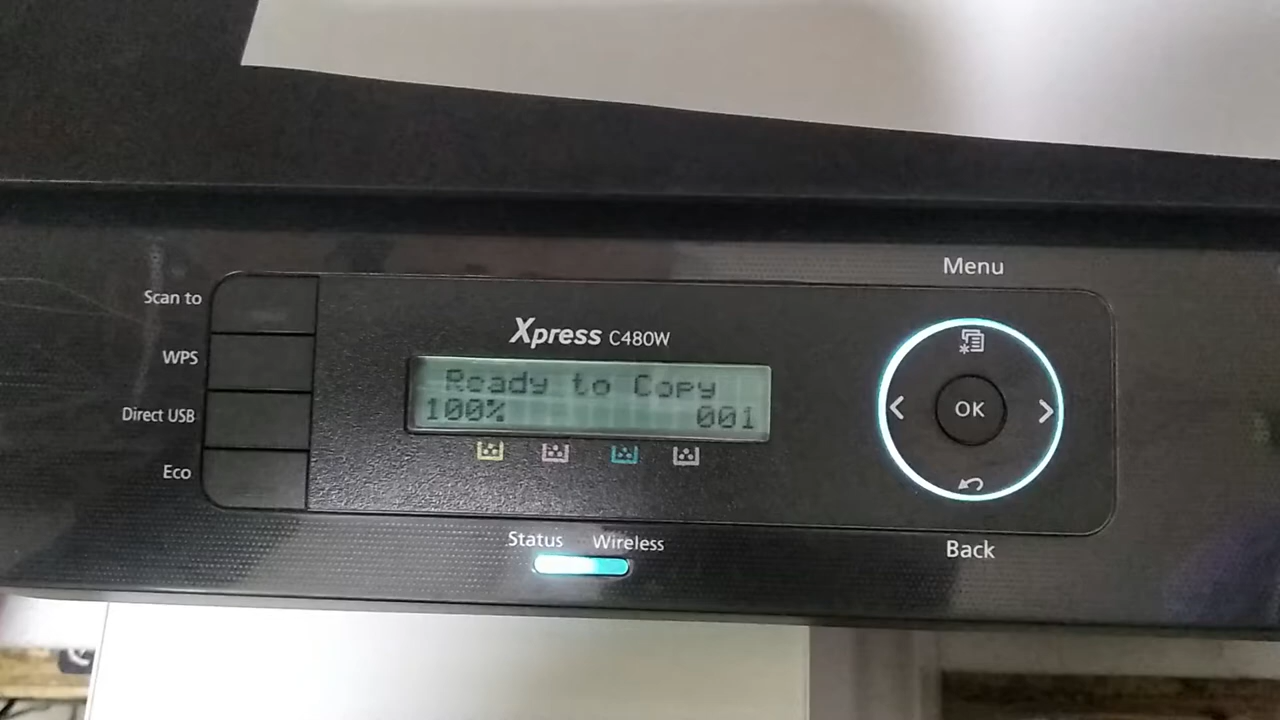 Menu
Scan to
WPS
Direct USB
Eco
Xpress C480W
Ready to Copy
100% 001
OK
Status Wireless
Back